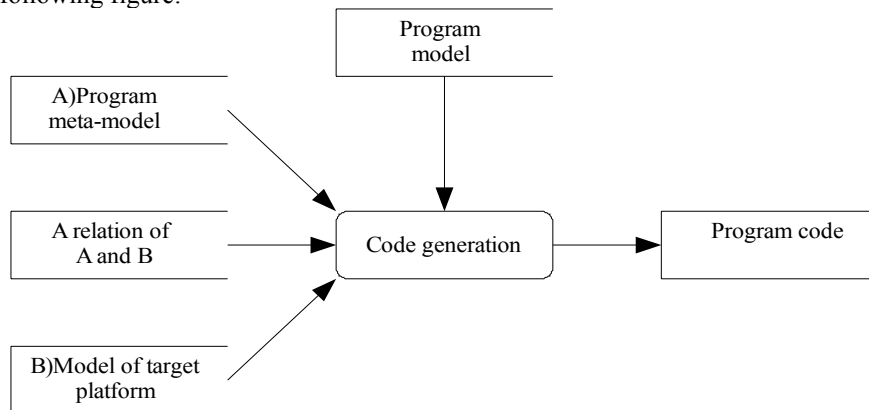 following figure:
Program
model
A)Program
meta-model
A relation of
A and B
Code generation
Program code
B)Model of target
platform